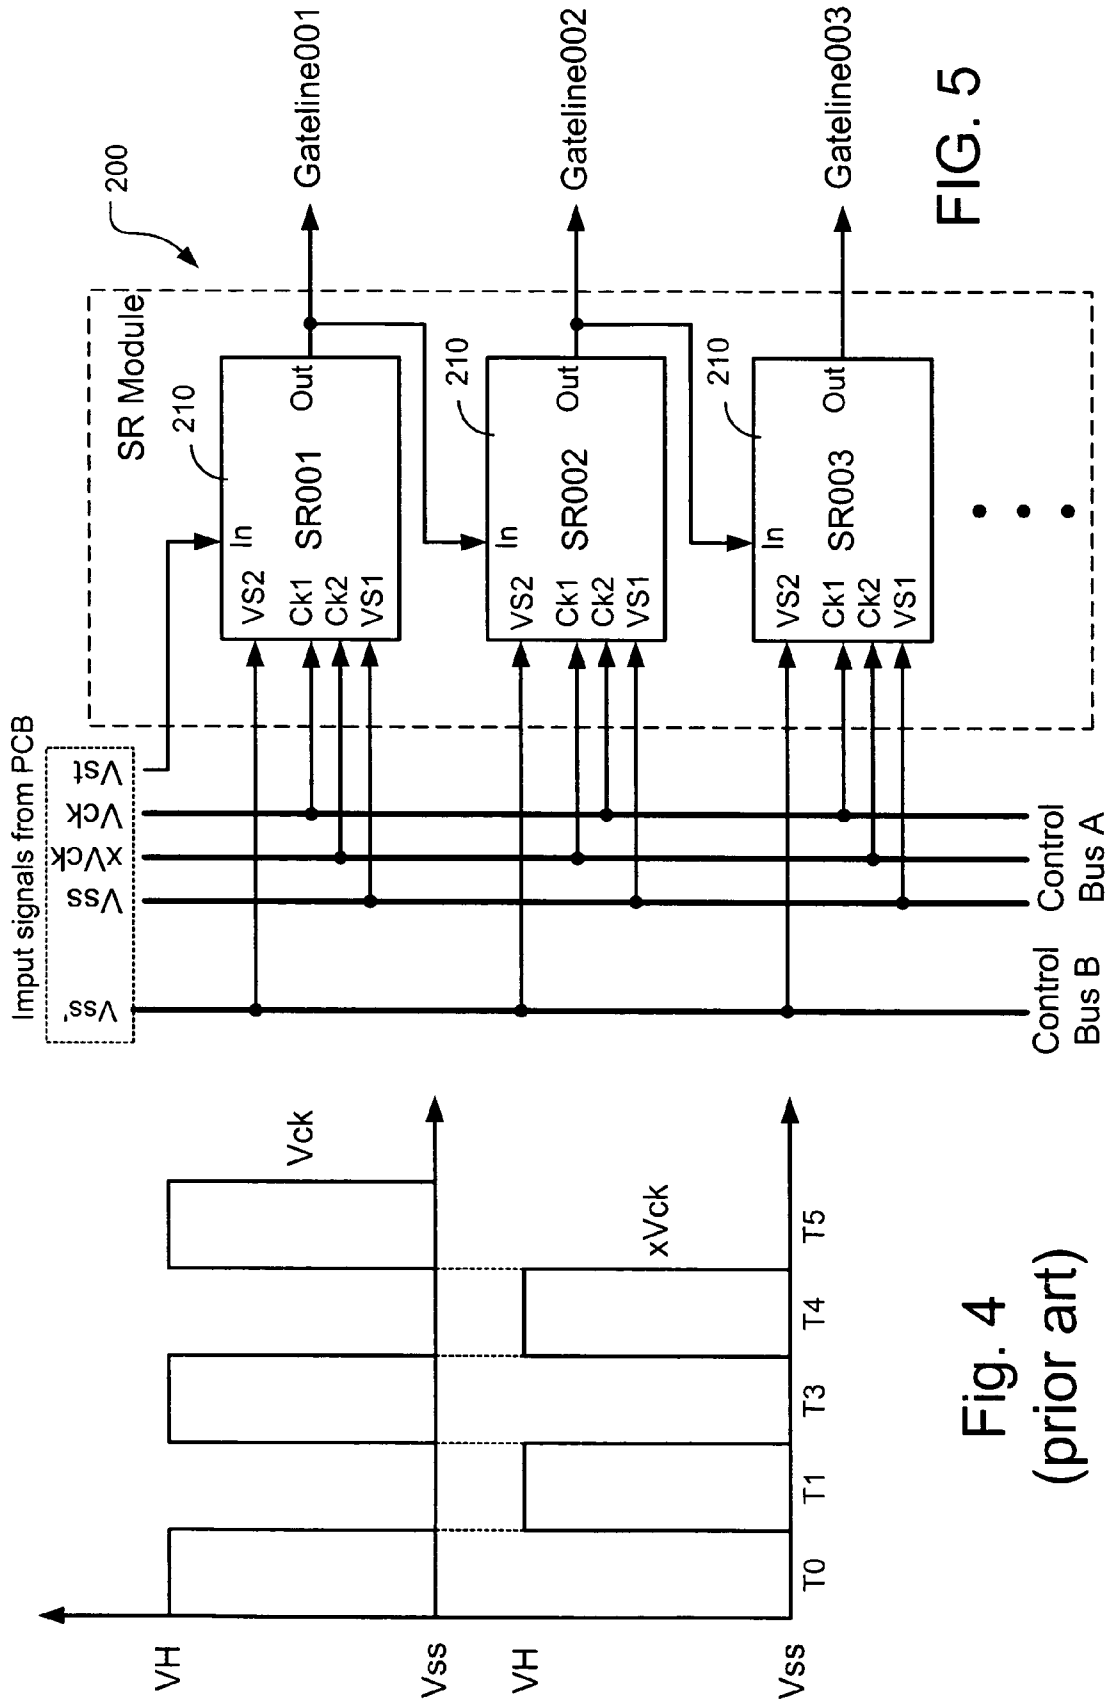 Imput signals from PCB
Vss'
Vss
xVck
Vck
Vst
SR Module
200
210
VS2
In
Ck1
Ck2
VS1
SR001
Out
Gateline001
210
VS2
In
Ck1
Ck2
VS1
SR002
Out
Gateline002
210
VS2
In
Ck1
Ck2
VS1
SR003
Out
Gateline003
Control
Bus B
Control
Bus A
FIG. 5
VH
Vck
Vss
VH
xVck
Vss
T0
T1
T3
T4
T5
Fig. 4
(prior art)